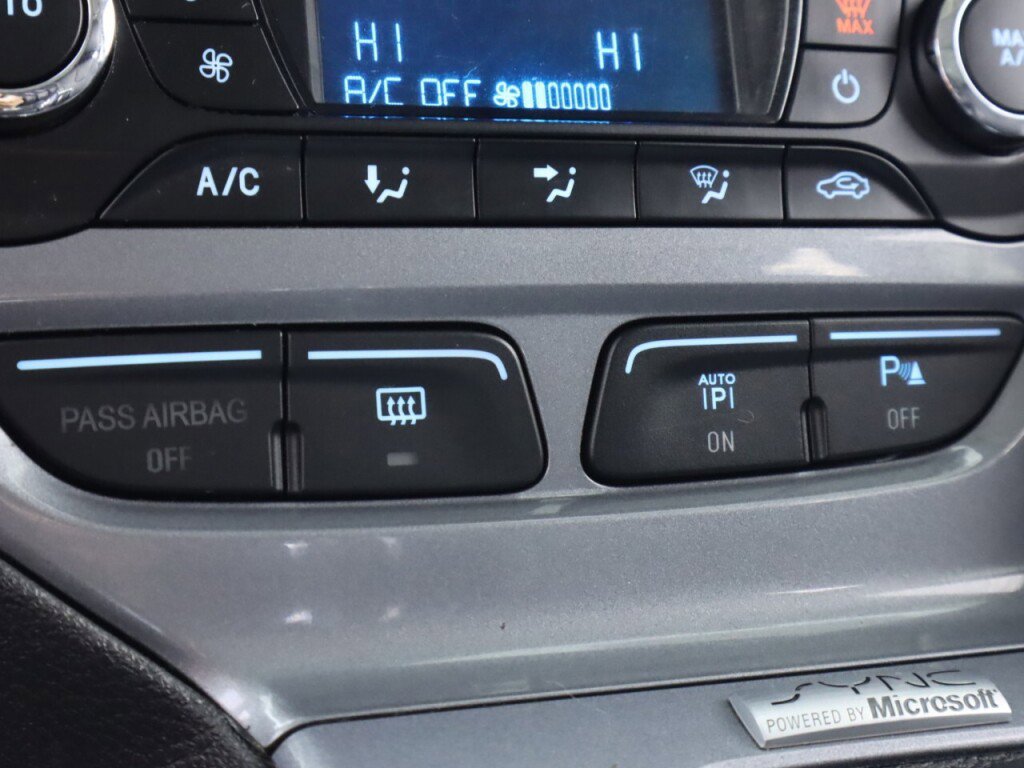 HI HI
MAX
A/C OFF
A/C
PASS AIRBAG
OFF
AUTO
|P|
ON
P
OFF
SYNC
POWERED BY Microsoft